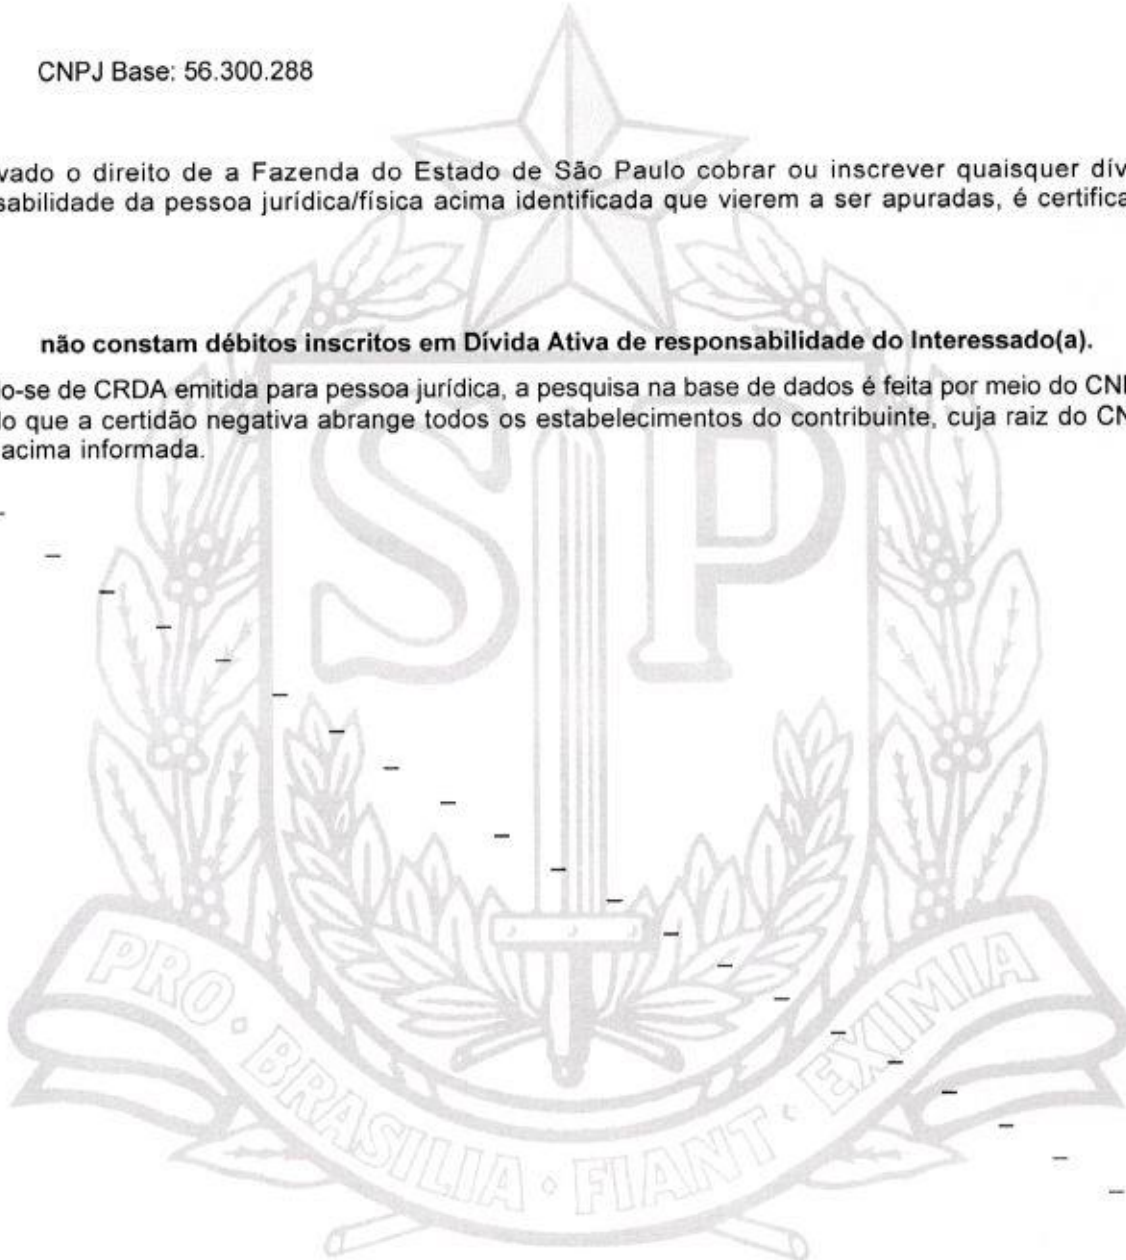 CNPJ Base: 56.300.288
vado o direito de a Fazenda do Estado de São Paulo cobrar ou inscrever quaisquer dív
sabilidade da pessoa jurídica/física acima identificada que vierem a ser apuradas, é certifica
não constam débitos inscritos em Dívida Ativa de responsabilidade do Interessado(a).
o-se de CRDA emitida para pessoa jurídica, a pesquisa na base de dados é feita por meio do CN
o que a certidão negativa abrange todos os estabelecimentos do contribuinte, cuja raiz do CN
acima informada.
SP
PRO · BRASILIA · FIANT · EXIMIA